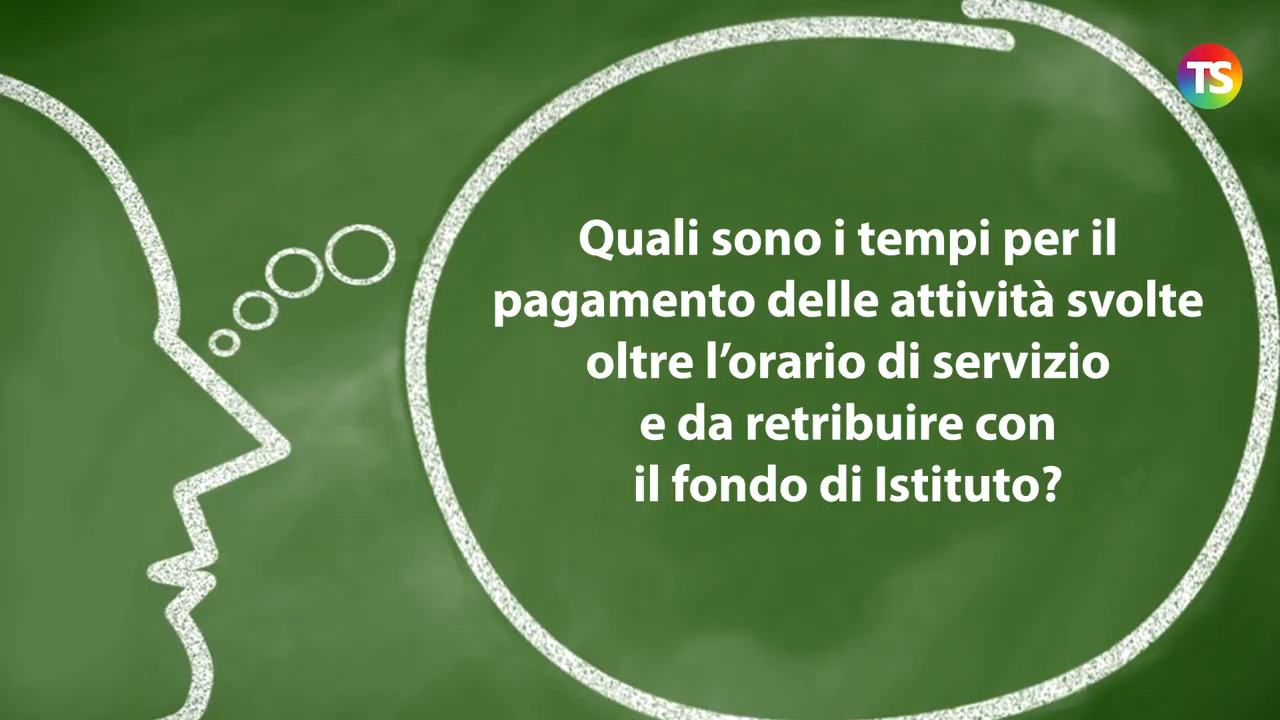 TS
Quali sono i tempi per il
pagamento delle attività svolte
oltre l’orario di servizio
e da retribuire con
il fondo di Istituto?